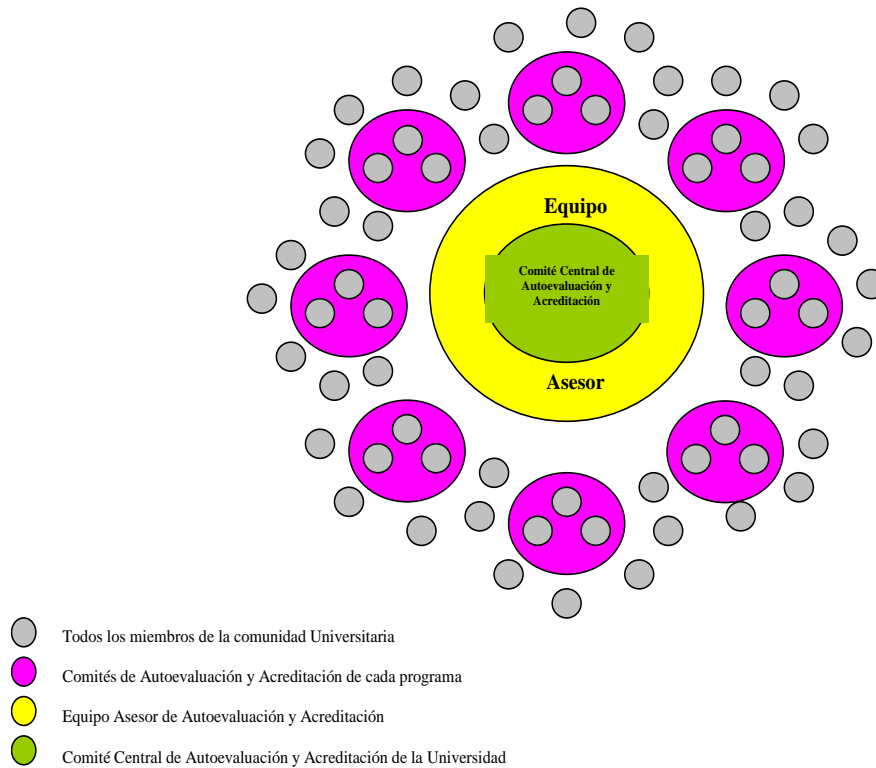 Equipo
Comité Central de
Autoevaluación y
Acreditación
Asesor
Todos los miembros de la comunidad Universitaria
Comités de Autoevaluación y Acreditación de cada programa
Equipo Asesor de Autoevaluación y Acreditación
Comité Central de Autoevaluación y Acreditación de la Universidad